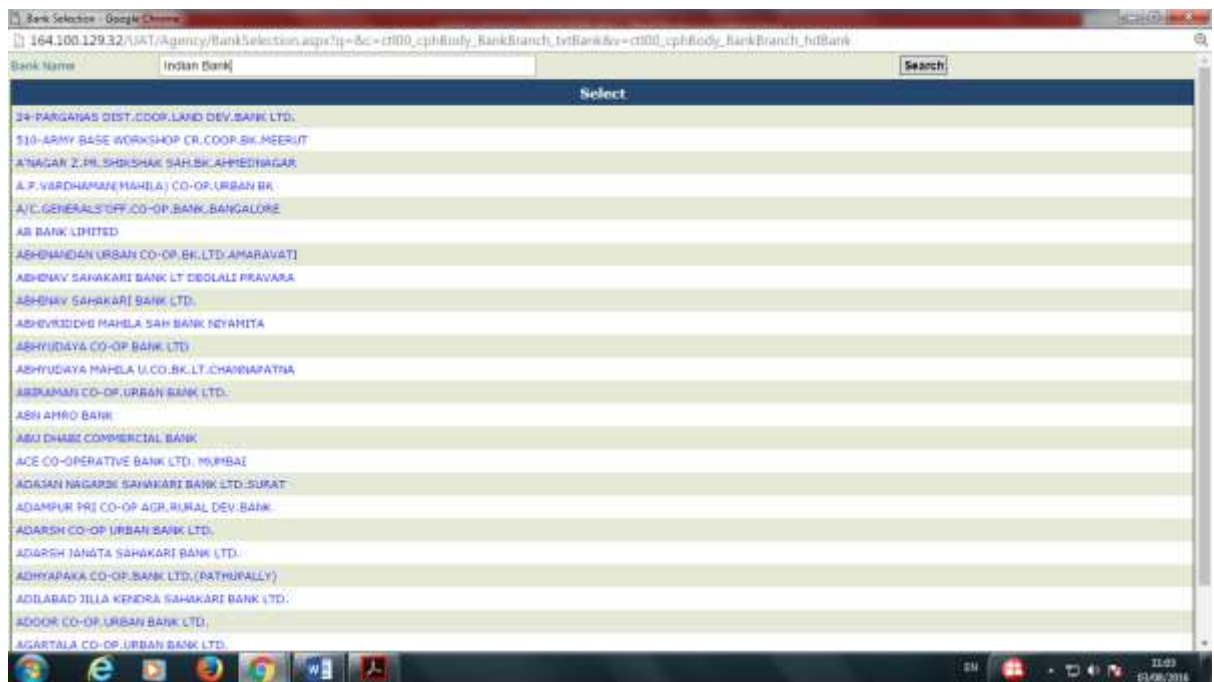 Bank Selection - Google Chrome
164.100.129.32/UAT/Agency/BankSelection.aspx?q=&c=ctl00_cphBody_BankBranch_txtBank&v=ctl00_cphBody_BankBranch_hdBank
Bank Name Indian Bank Search
Select
24-PARGANAS DIST.COOP.LAND DEV.BANK LTD.
510-ARMY BASE WORKSHOP CR.COOP.BK.MEERUT
A'NAGAR Z.PR.SHIKSHAK SAH.BK.AHMEDNAGAR
A.P.VARDHAMAN(MAHILA) CO-OP.URBAN BK
A/C.GENERALS'OFF.CO-OP.BANK,BANGALORE
AB BANK LIMITED
ABHINANDAN URBAN CO-OP.BK.LTD.AMARAVATI
ABHINAV SAHAKARI BANK LT DEOLALI PRAVARA
ABHINAV SAHAKARI BANK LTD.
ABHIVRIDDHI MAHILA SAH BANK NIYAMITA
ABHYUDAYA CO-OP BANK LTD
ABHYUDAYA MAHILA U.CO.BK.LT.CHANNAPATNA
ABIRAMAN CO-OP.URBAN BANK LTD.
ABN AMRO BANK
ABU DHABI COMMERCIAL BANK
ACE CO-OPERATIVE BANK LTD. MUMBAI
ADAJAN NAGARIK SAHAKARI BANK LTD.SURAT
ADAMPUR PRI CO-OP AGR.RURAL DEV.BANK
ADARSH CO-OP URBAN BANK LTD.
ADARSH JANATA SAHAKARI BANK LTD.
ADHYAPAKA CO-OP.BANK LTD.(PATHUPALLY)
ADILABAD JILLA KENDRA SAHAKARI BANK LTD.
ADOOR CO-OP.URBAN BANK LTD.
AGARTALA CO-OP.URBAN BANK LTD.
EN
11:03
03/08/2016